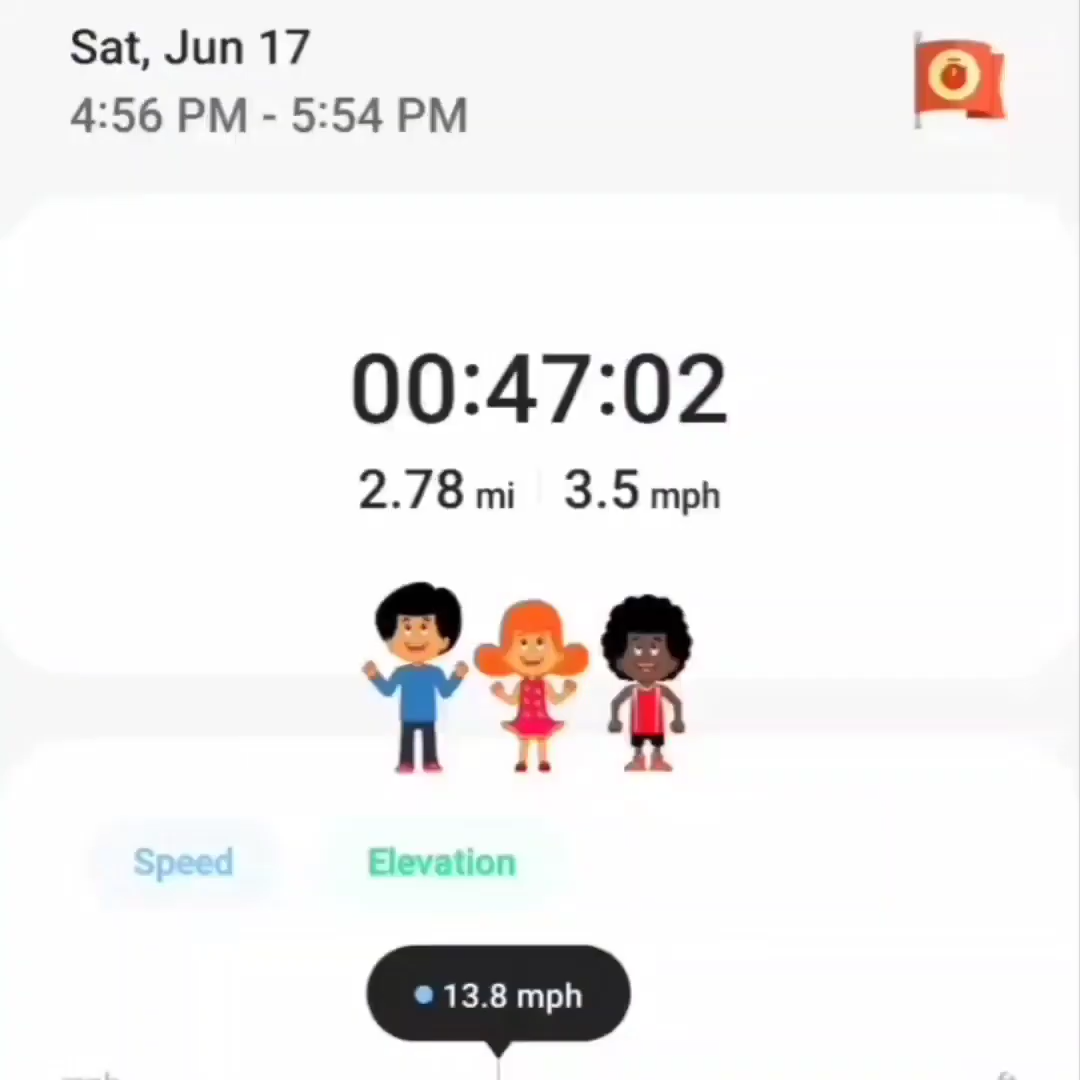 Sat, Jun 17
4:56 PM - 5:54 PM
00:47:02
2.78 mi 3.5 mph
Speed Elevation
13.8 mph